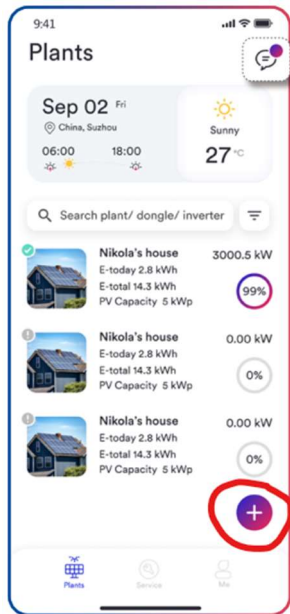 9:41
Plants
Sep 02 Fri
China, Suzhou
06:00 18:00
Sunny
27 °C
Search plant/ dongle/ inverter
Nikola's house 3000.5 kW
E-today 2.8 kWh
E-total 14.3 kWh
PV Capacity 5 kWp
99%
Nikola's house 0.00 kW
E-today 2.8 kWh
E-total 14.3 kWh
PV Capacity 5 kWp
0%
Nikola's house 0.00 kW
E-today 2.8 kWh
E-total 14.3 kWh
PV Capacity 5 kWp
0%
+
Plants Service Me